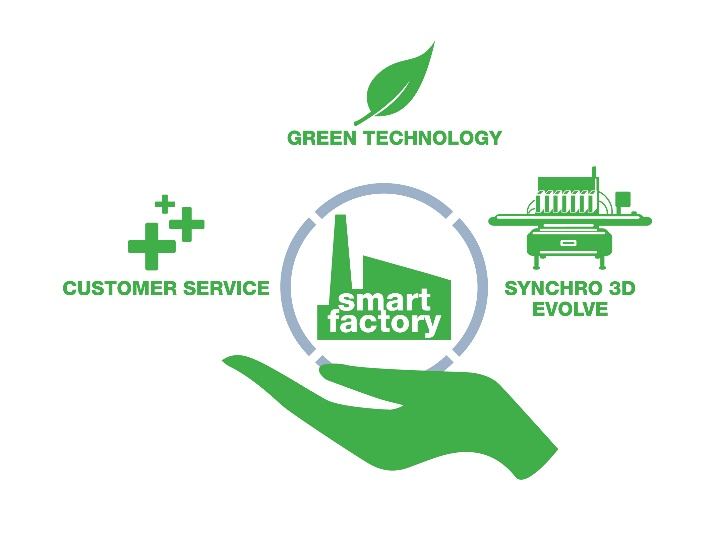 GREEN TECHNOLOGY
CUSTOMER SERVICE
smart
factory
SYNCHRO 3D
EVOLVE